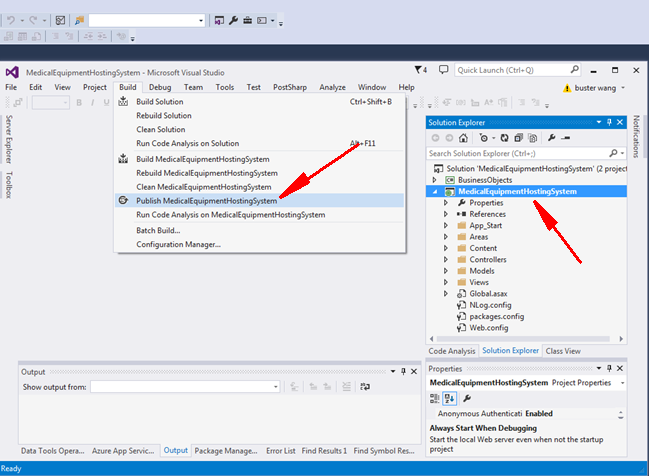 MedicalEquipmentHostingSystem - Microsoft Visual Studio
4
Quick Launch (Ctrl+Q)
File Edit View Project Build Debug Team Tools Test PostSharp Analyze Window Help
buster wang
Build Solution Ctrl+Shift+B
Rebuild Solution
Clean Solution
Run Code Analysis on Solution Alt+F11
Build MedicalEquipmentHostingSystem
Rebuild MedicalEquipmentHostingSystem
Clean MedicalEquipmentHostingSystem
Publish MedicalEquipmentHostingSystem
Run Code Analysis on MedicalEquipmentHostingSystem
Batch Build...
Configuration Manager...
Server Explorer
Toolbox
Notifications
Solution Explorer
Search Solution Explorer (Ctrl+;)
Solution 'MedicalEquipmentHostingSystem' (2 project
BusinessObjects
MedicalEquipmentHostingSystem
Properties
References
App_Start
Areas
Content
Controllers
Models
Views
Global.asax
NLog.config
packages.config
Web.config
Code Analysis Solution Explorer Class View
Output
Show output from:
Properties
MedicalEquipmentHostingSystem Project Properties
Anonymous Authenticati Enabled
Always Start When Debugging
Start the local Web server even when not the startup
project
Data Tools Opera... Azure App Servic... Output Package Manage... Error List Find Results 1 Find Symbol Res...
Ready